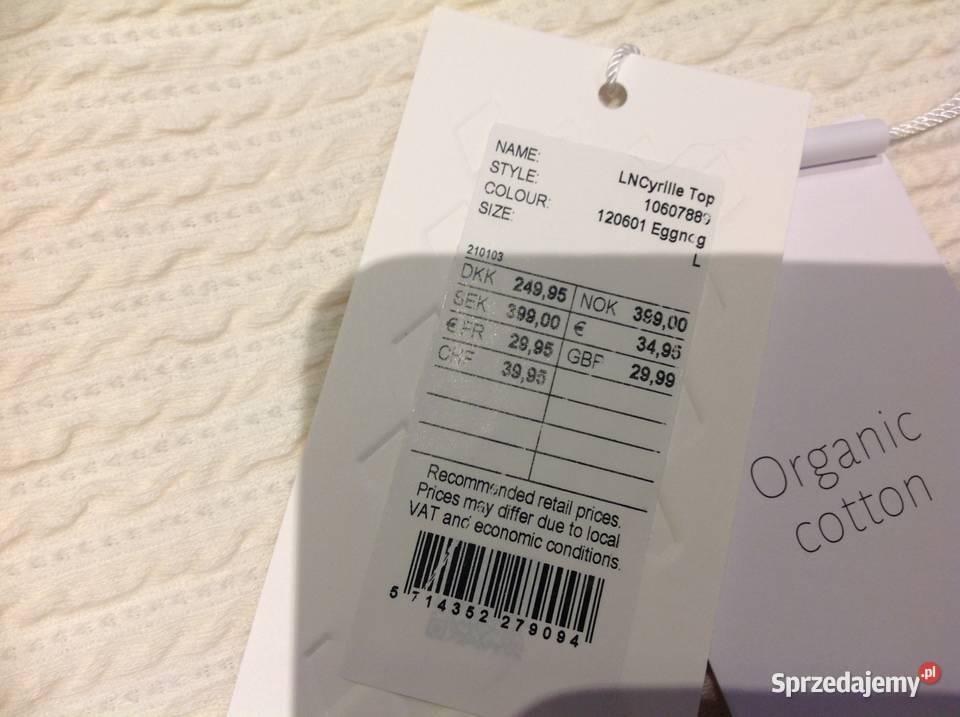 NAME: LNCyrille Top
STYLE: 10607889
COLOUR: 120601 Eggnog
SIZE: L
210103
DKK 249,95 NOK 399,00
SEK 399,00 € 34,95
€ FR 29,95 GBP 29,99
CHF 39,95
Recommended retail prices.
Prices may differ due to local
VAT and economic conditions.
5 714352 279094
Organic
cotton
Sprzedajemy.pl